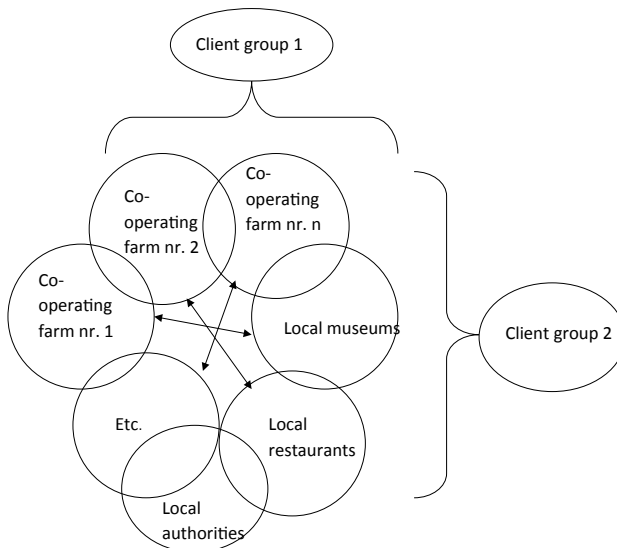 Client group 1
Co-
operating
farm nr. 2
Co-
operating
farm nr. n
Co-
operating
farm nr. 1
Local museums
Client group 2
Etc.
Local
restaurants
Local
authorities